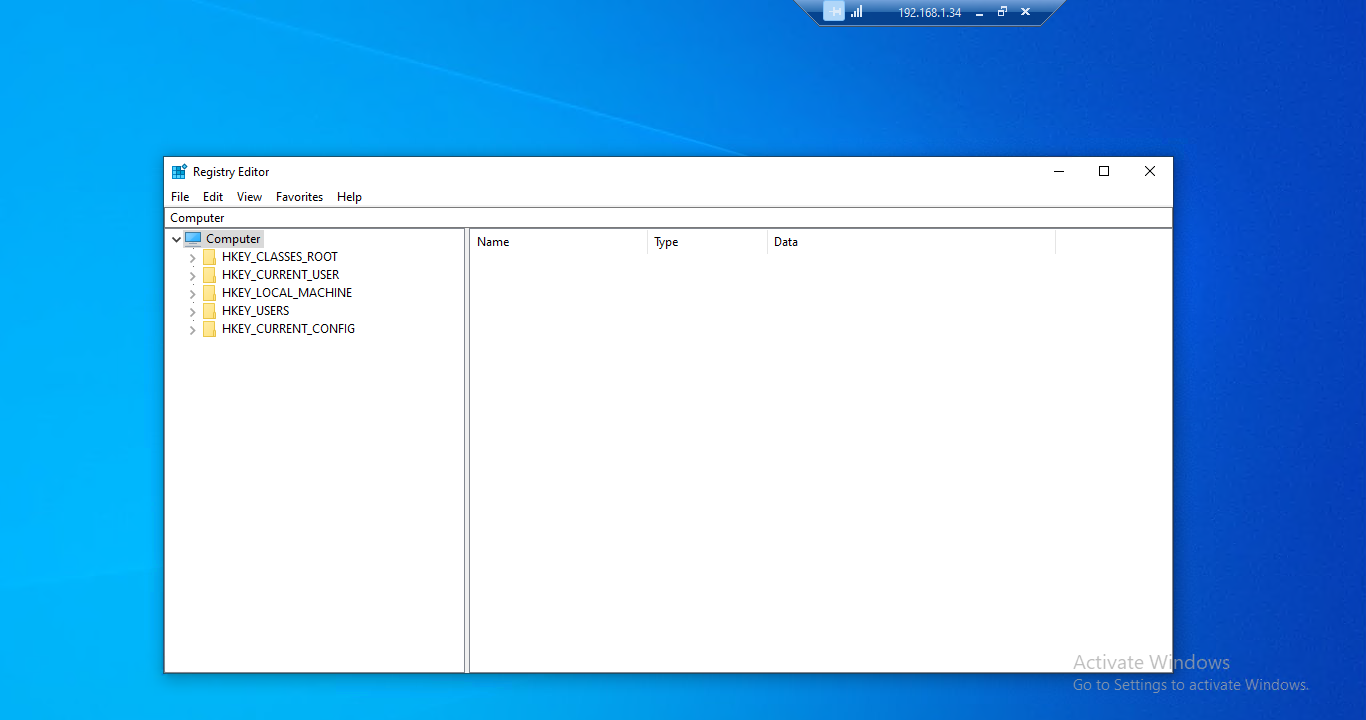 192.168.1.34
Registry Editor
File Edit View Favorites Help
Computer
Computer
HKEY_CLASSES_ROOT
HKEY_CURRENT_USER
HKEY_LOCAL_MACHINE
HKEY_USERS
HKEY_CURRENT_CONFIG
Name Type Data
Activate Windows
Go to Settings to activate Windows.